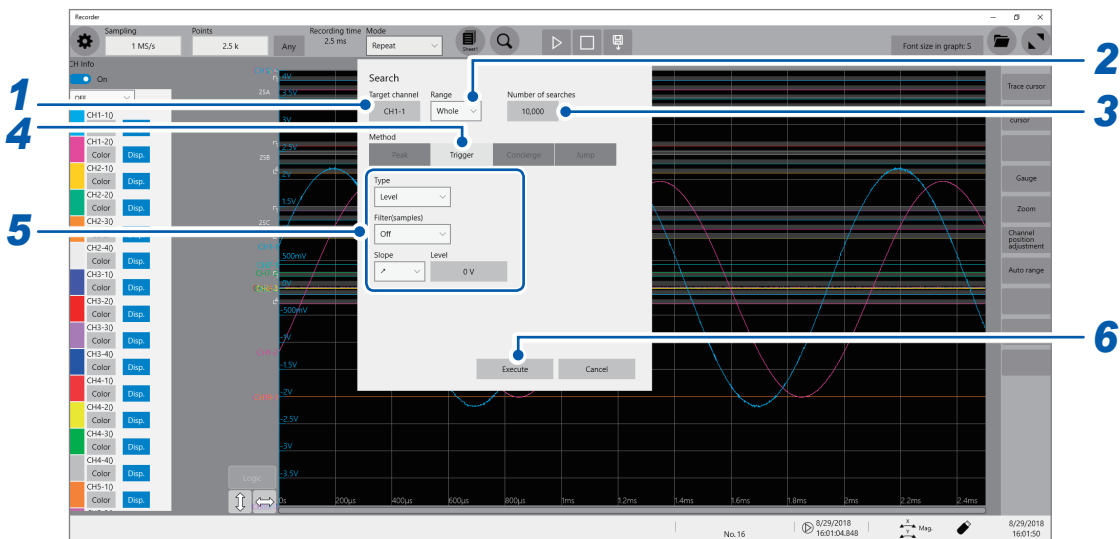 Recorder
Sampling
1 MS/s
Points
2.5 k
Any
Recording time
2.5 ms
Mode
Repeat
Sheet1
Font size in graph: S
CH Info
On
OFF
CH1-1()
CH1-2()
Color Disp.
CH2-1()
Color Disp.
CH2-2()
Color Disp.
CH2-3()
CH2-4()
Color Disp.
CH3-1()
Color Disp.
CH3-2()
Color Disp.
CH3-3()
Color Disp.
CH3-4()
Color Disp.
CH4-1()
Color Disp.
CH4-2()
Color Disp.
CH4-3()
Color Disp.
CH4-4()
Color Disp.
CH5-1()
Color Disp.
4V
25A 3.5V
3V
2.5V
25B
2V
1.5V
25C
500mV
0V
-500mV
-1V
-1.5V
-2V
-2.5V
-3V
-3.5V
Logic
0s 200µs 400µs 600µs 800µs 1ms 1.2ms 1.4ms 1.6ms 1.8ms 2ms 2.2ms 2.4ms
Search
Target channel
CH1-1
Range
Whole
Number of searches
10,000
Method
Peak Trigger Concierge Jump
Type
Level
Filter(samples)
Off
Slope
Level
0 V
Execute Cancel
Trace cursor
cursor
Gauge
Zoom
Channel
position
adjustment
Auto range
No. 16
8/29/2018
16:01:04.848
X
Y
Mag.
8/29/2018
16:01:50
1
2
3
4
5
6